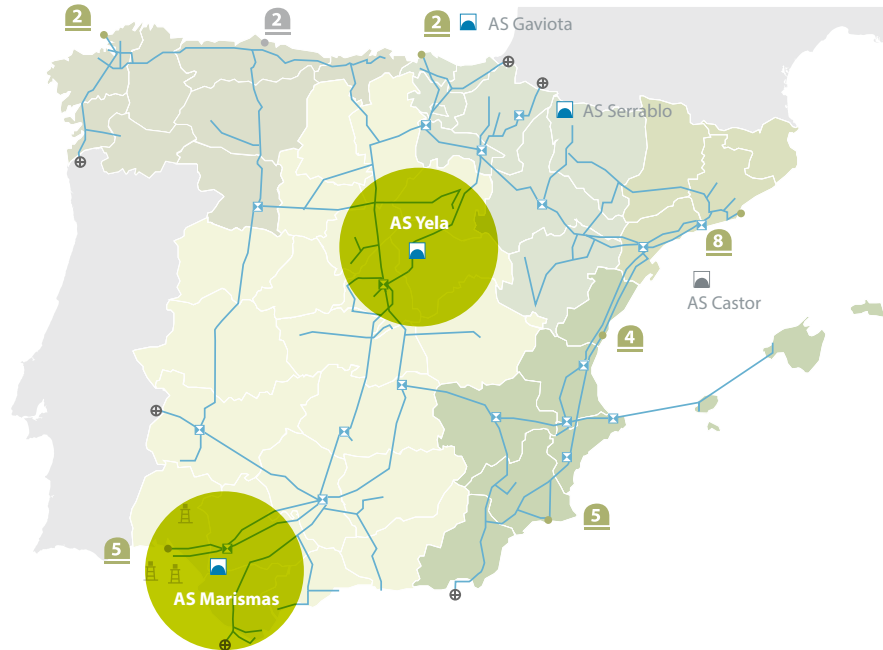 2
2
2
AS Gaviota
AS Serrablo
AS Yela
8
AS Castor
4
5
5
AS Marismas